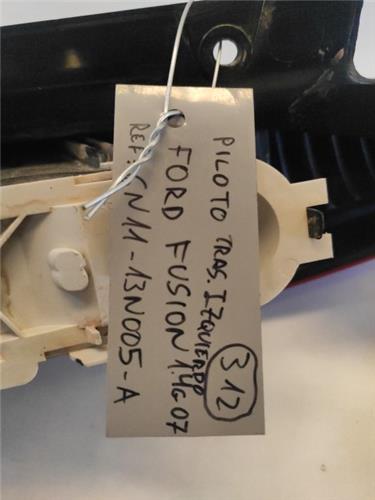 PILOTO TRAS. IZQUIERDO
312
FORD FUSION 1.4G 07
REF: 6N11-13N005-A